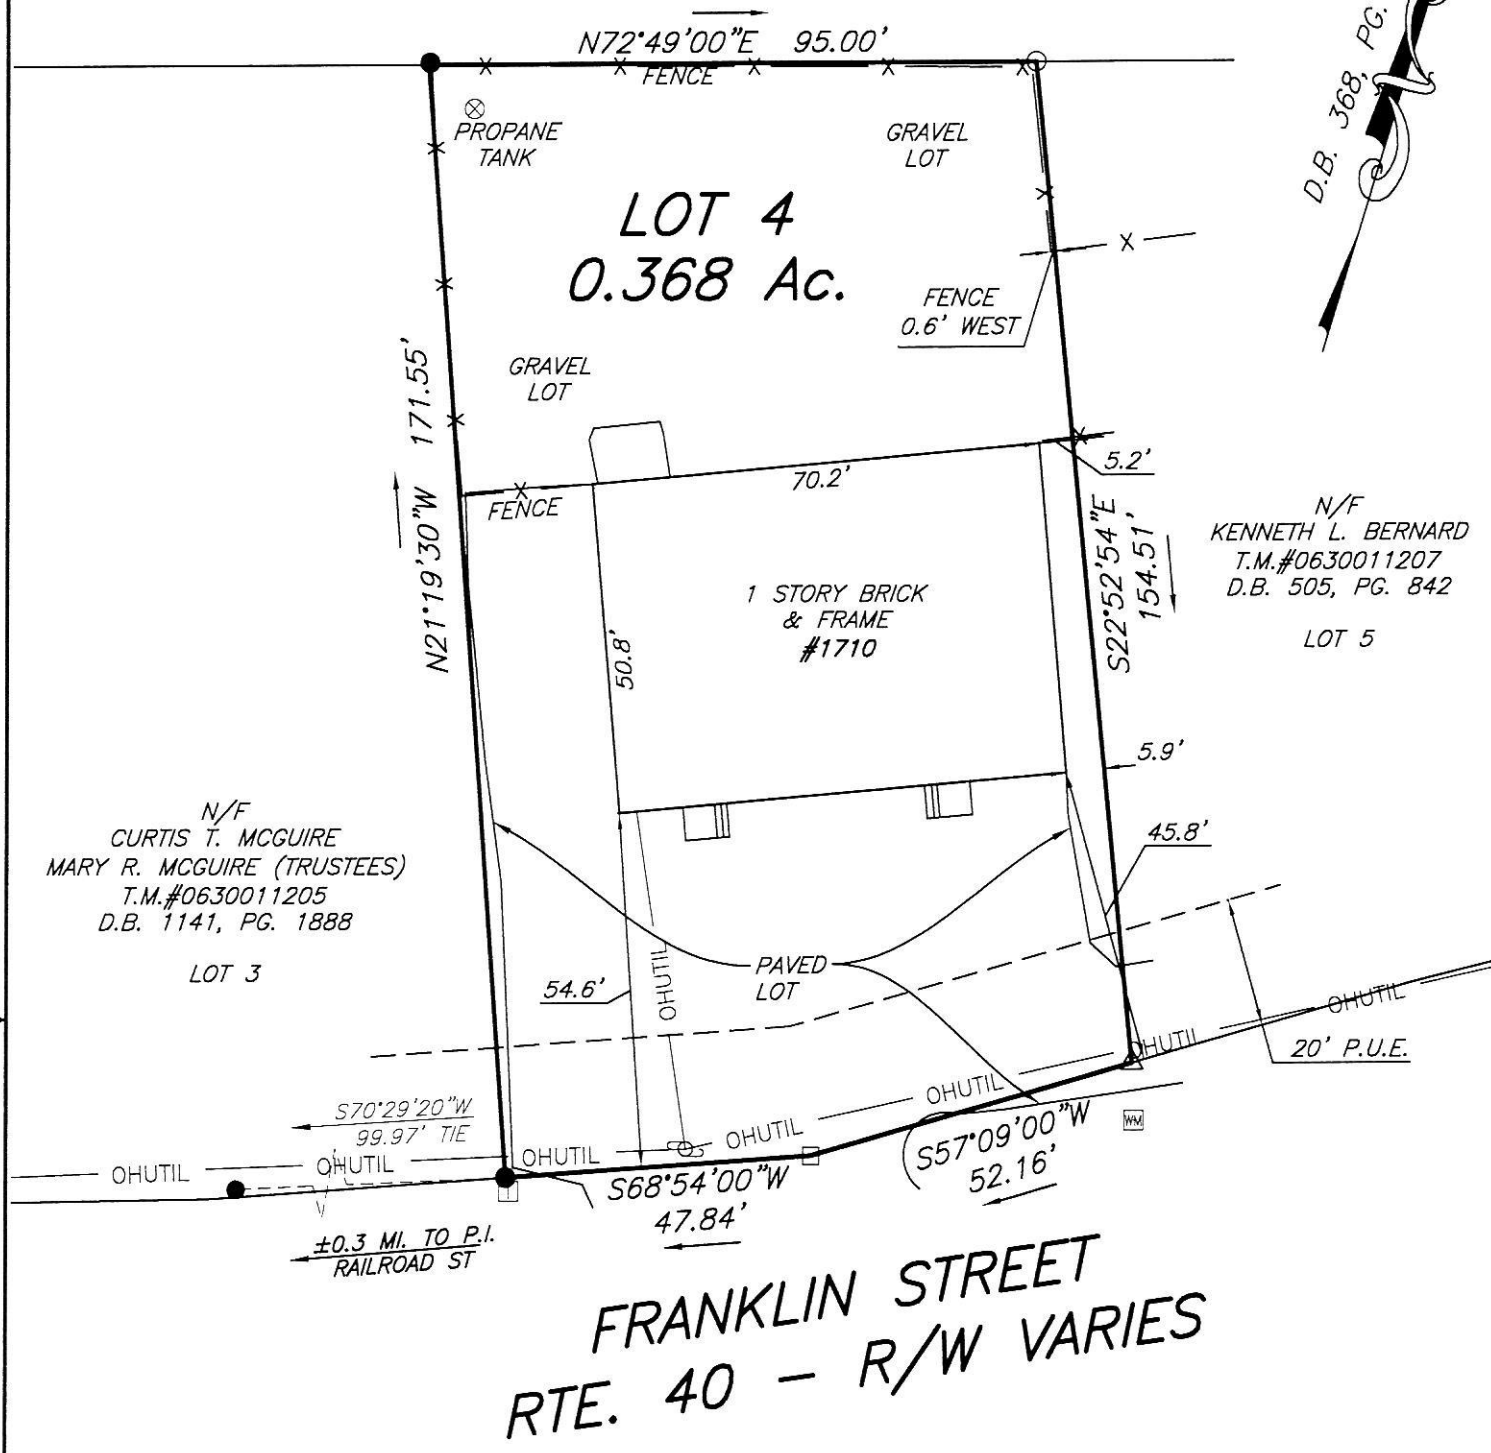 N72°49'00"E 95.00'
FENCE
D.B. 368, PG.
PROPANE
TANK
GRAVEL
LOT
LOT 4
0.368 Ac.
X
FENCE
0.6' WEST
GRAVEL
LOT
N21°19'30"W 171.55'
FENCE
70.2'
5.2'
S22°52'54"E
154.51'
N/F
KENNETH L. BERNARD
T.M.#0630011207
D.B. 505, PG. 842
LOT 5
1 STORY BRICK
& FRAME
#1710
50.8'
5.9'
45.8'
N/F
CURTIS T. MCGUIRE
MARY R. MCGUIRE (TRUSTEES)
T.M.#0630011205
D.B. 1141, PG. 1888
LOT 3
54.6'
OHUTIL
PAVED
LOT
OHUTIL
OHUTIL
20' P.U.E.
OHUTIL
S70°29'20"W
99.97' TIE
OHUTIL
OHUTIL
OHUTIL
OHUTIL
WM
S68°54'00"W
47.84'
S57°09'00"W
52.16'
±0.3 MI. TO P.I.
RAILROAD ST
FRANKLIN STREET
RTE. 40 - R/W VARIES